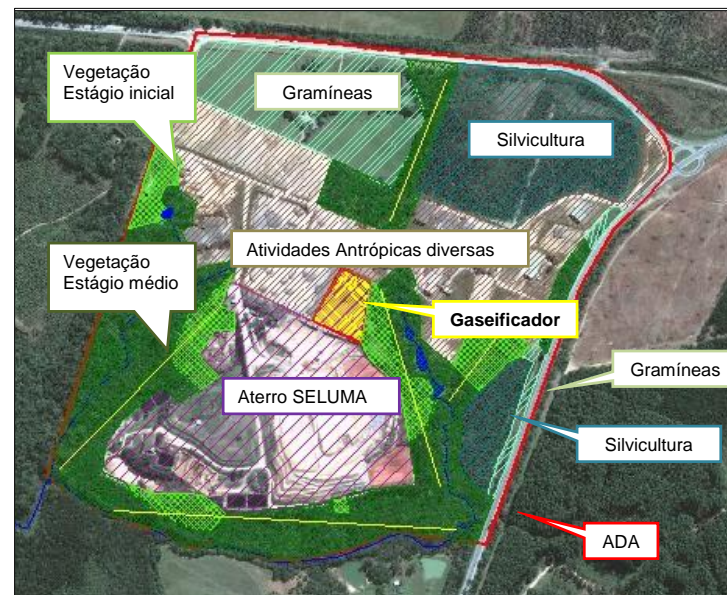 Vegetação
Estágio inicial
Gramíneas
Silvicultura
Atividades Antrópicas diversas
Vegetação
Estágio médio
Gaseificador
Gramíneas
Aterro SELUMA
Silvicultura
ADA